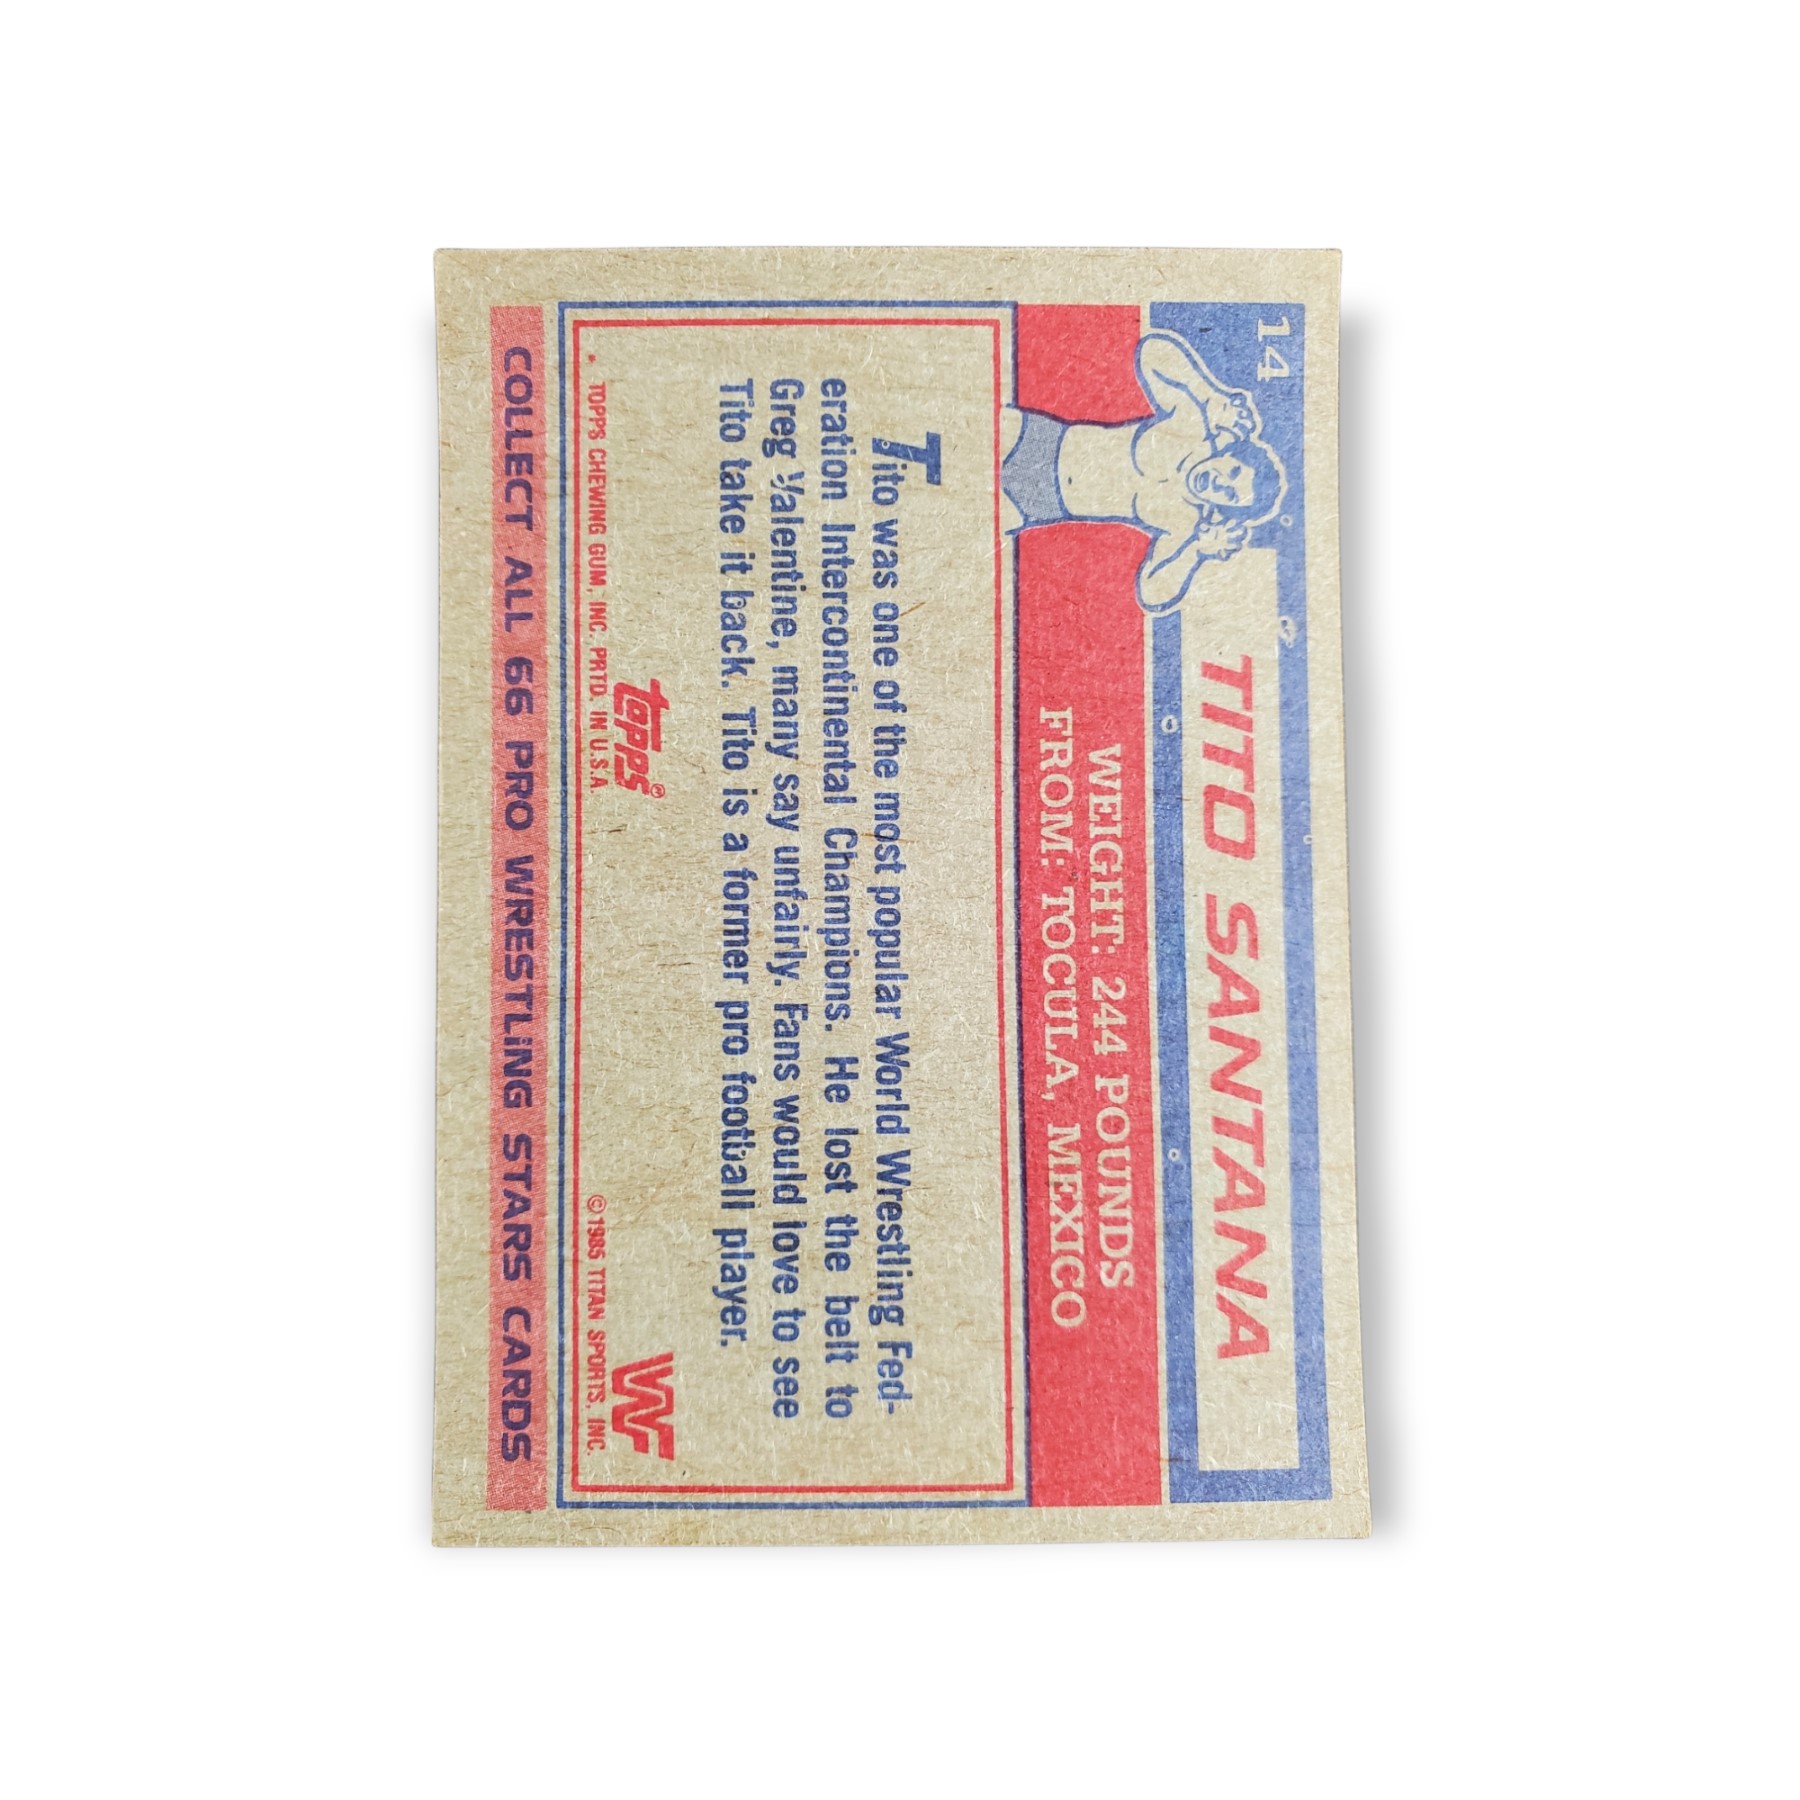 14
TITO SANTANA
WEIGHT: 244 POUNDS
FROM: TOCULA, MEXICO
Tito was one of the most popular World Wrestling Fed-
eration Intercontinental Champions. He lost the belt to
Greg Valentine, many say unfairly. Fans would love to see
Tito take it back. Tito is a former pro football player.
topps®
WF
* TOPPS CHEWING GUM, INC. PRTD. IN U.S.A.
©1985 TITAN SPORTS, INC.
COLLECT ALL 66 PRO WRESTLING STARS CARDS